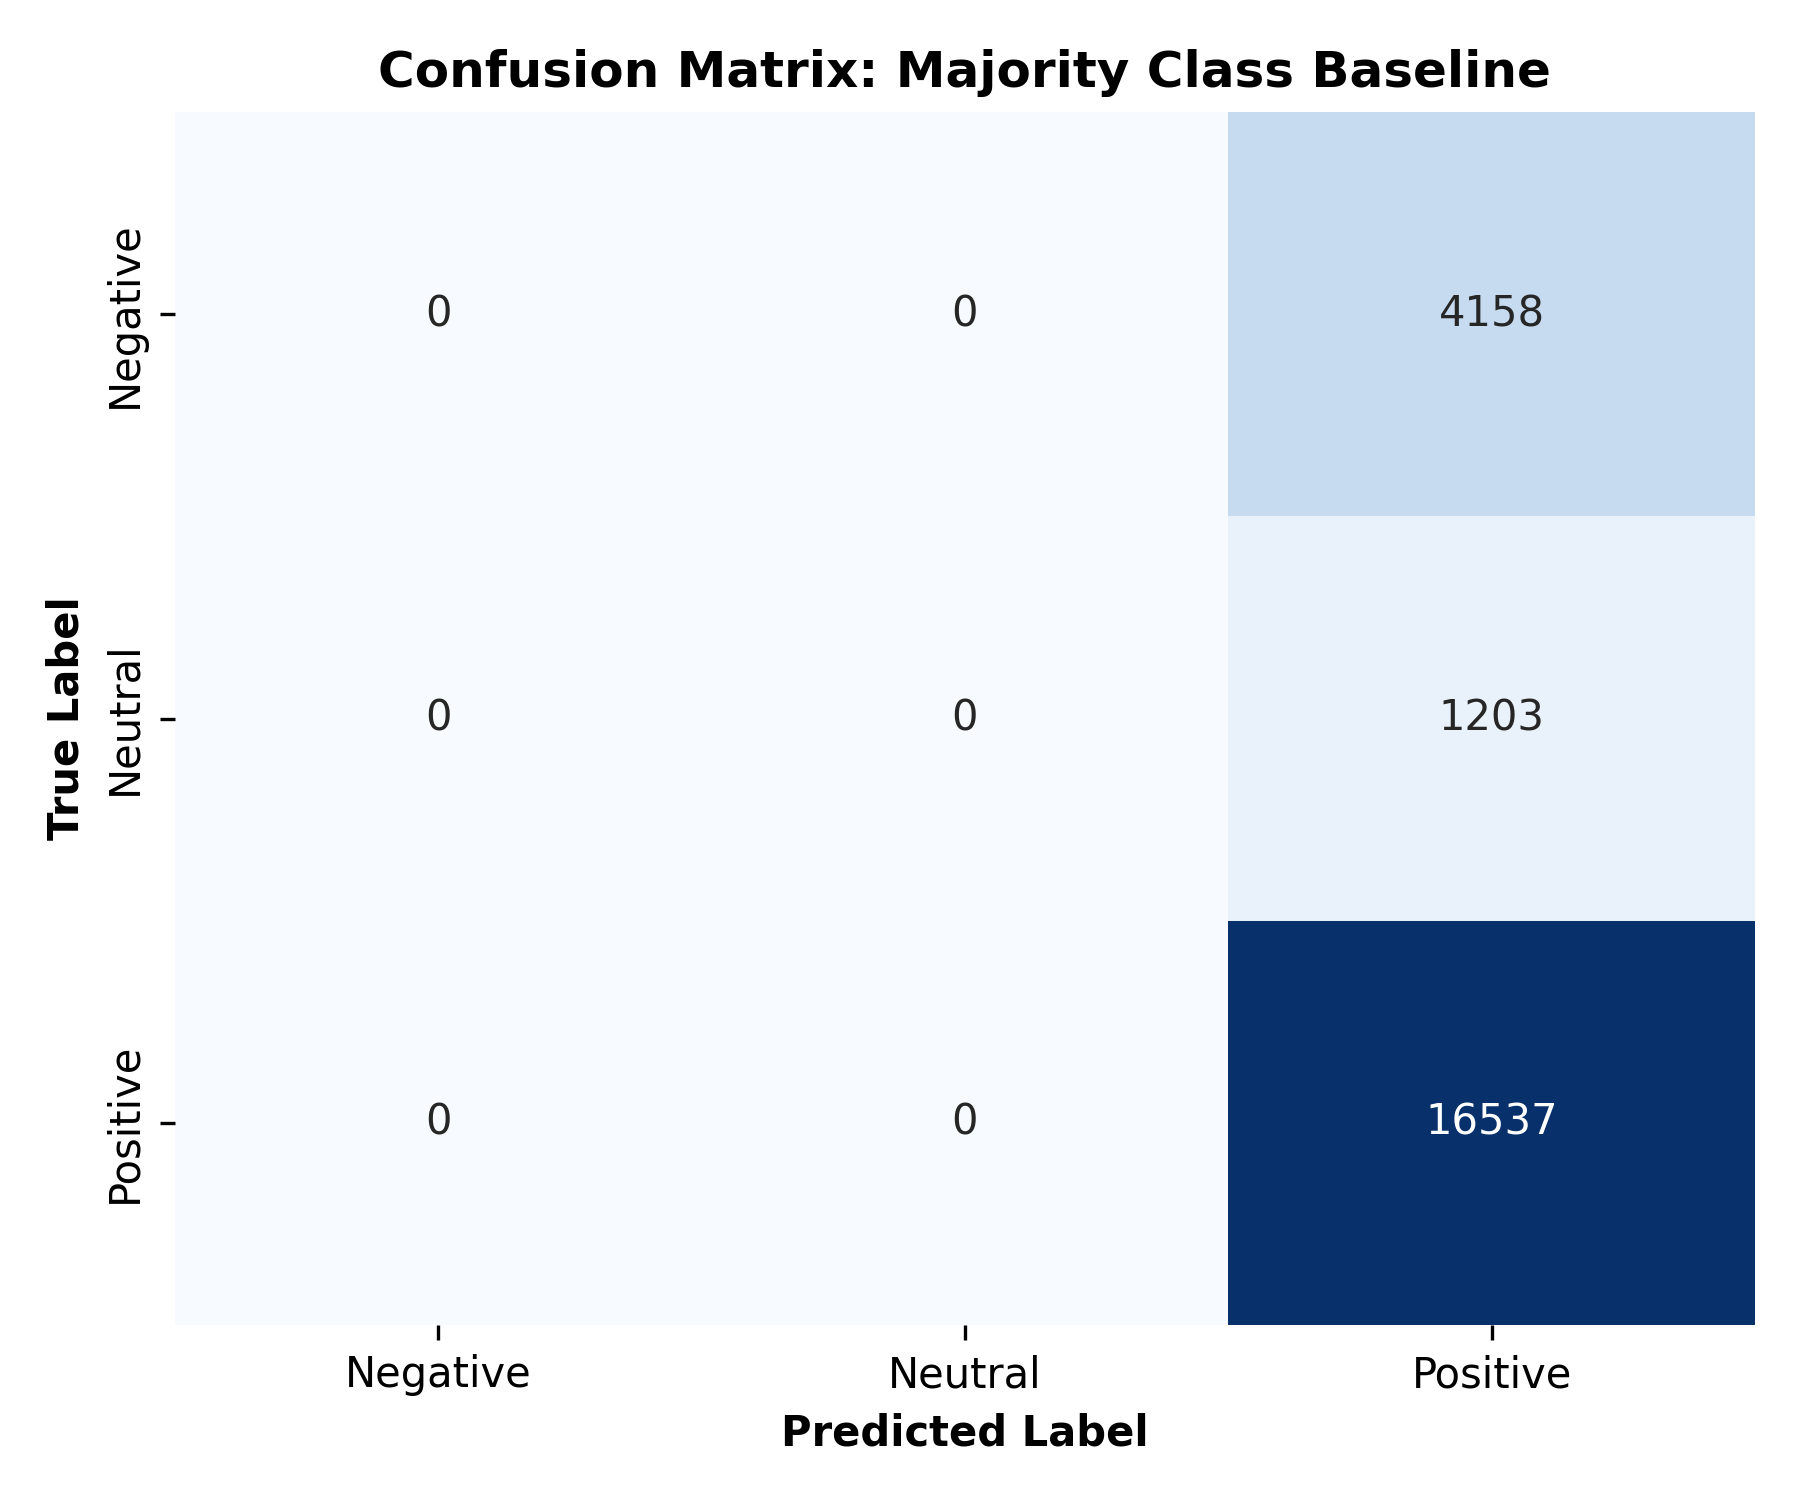 Confusion Matrix: Majority Class Baseline
True Label
Negative
0 0 4158
Neutral
0 0 1203
Positive
0 0 16537
Negative Neutral Positive
Predicted Label